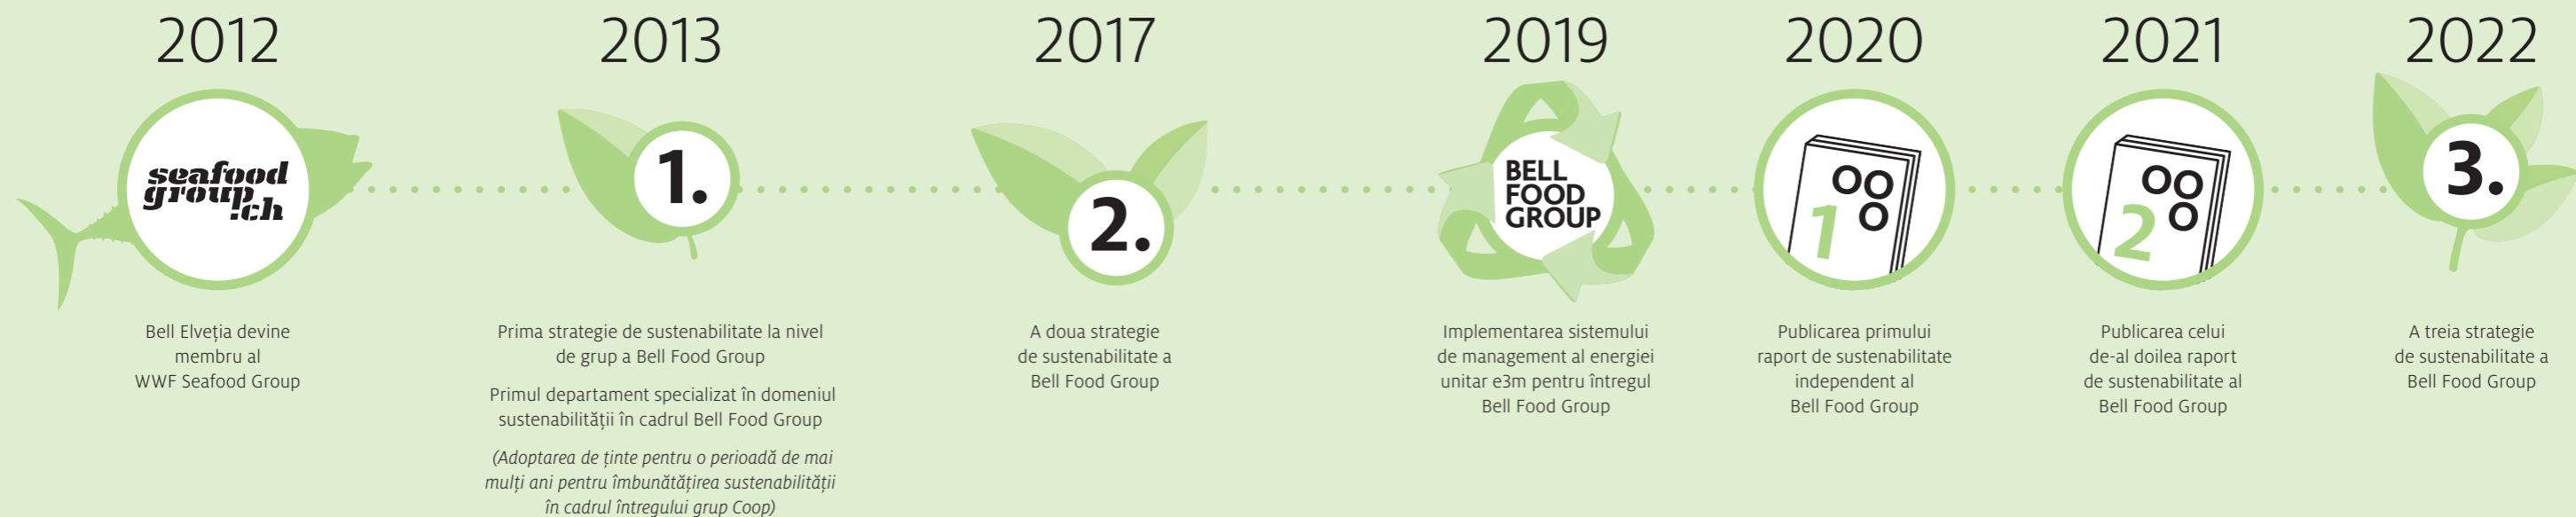 2012
seafood
group
.ch
Bell Elveția devine
membru al
WWF Seafood Group
2013
1.
Prima strategie de sustenabilitate la nivel
de grup a Bell Food Group
Primul departament specializat în domeniul
sustenabilității în cadrul Bell Food Group
(Adoptarea de ținte pentru o perioadă de mai
mulți ani pentru îmbunătățirea sustenabilității
în cadrul întregului grup Coop)
2017
2.
A doua strategie
de sustenabilitate a
Bell Food Group
2019
BELL
FOOD
GROUP
Implementarea sistemului
de management al energiei
unitar e3m pentru întregul
Bell Food Group
2020
1
Publicarea primului
raport de sustenabilitate
independent al
Bell Food Group
2021
2
Publicarea celui
de-al doilea raport
de sustenabilitate al
Bell Food Group
2022
3.
A treia strategie
de sustenabilitate a
Bell Food Group